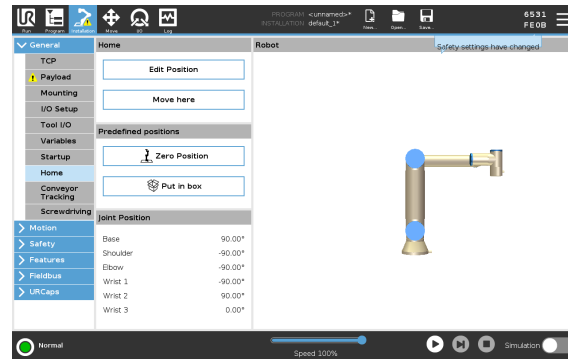 UR
Run
Program
Installation
Move
I/O
Log
PROGRAM <unnamed>*
INSTALLATION default_1*
New...
Open...
Save...
6531
FE0B
General
Home
Robot
Safety settings have changed
TCP
Payload
Mounting
I/O Setup
Tool I/O
Variables
Startup
Home
Conveyor
Tracking
Screwdriving
Motion
Safety
Features
Fieldbus
URCaps
Edit Position
Move here
Predefined positions
Zero Position
Put in box
Joint Position
Base 90.00°
Shoulder -90.00°
Elbow -90.00°
Wrist 1 -90.00°
Wrist 2 90.00°
Wrist 3 0.00°
Normal
Speed 100%
Simulation